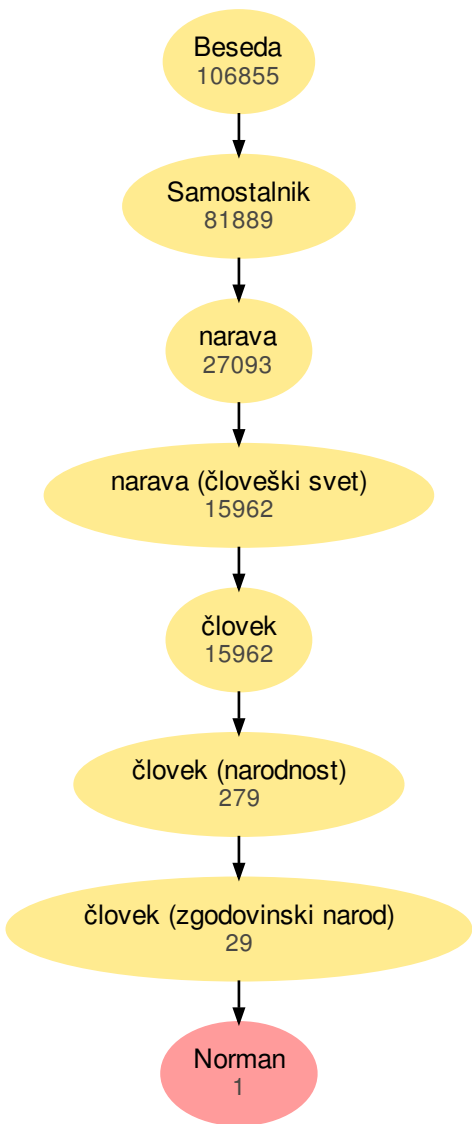 Beseda
106855
Samostalnik
81889
narava
27093
narava (človeški svet)
15962
človek
15962
človek (narodnost)
279
človek (zgodovinski narod)
29
Norman
1